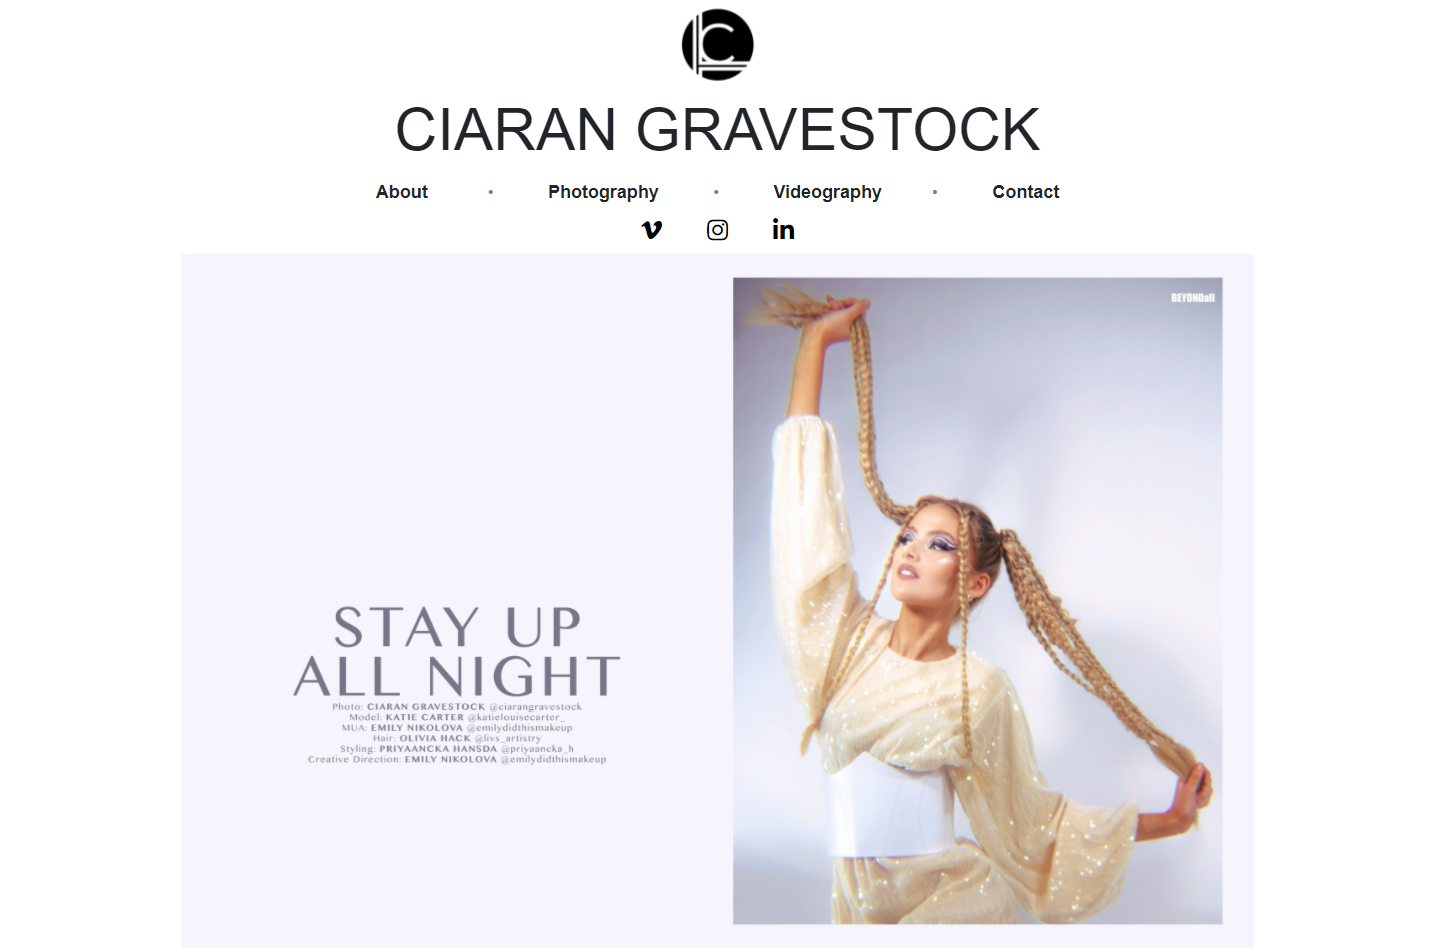 CIARAN GRAVESTOCK
About • Photography • Videography • Contact
BEYONDall
STAY UP
ALL NIGHT
Photo: CIARAN GRAVESTOCK @ciarangravestock
Model: KATIE CARTER @katielouisecarter_
MUA: EMILY NIKOLOVA @emilydidthismakeup
Hair: OLIVIA HACK @livs_artistry
Styling: PRIYAANCKA HANSDA @priyaancka_h
Creative Direction: EMILY NIKOLOVA @emilydidthismakeup